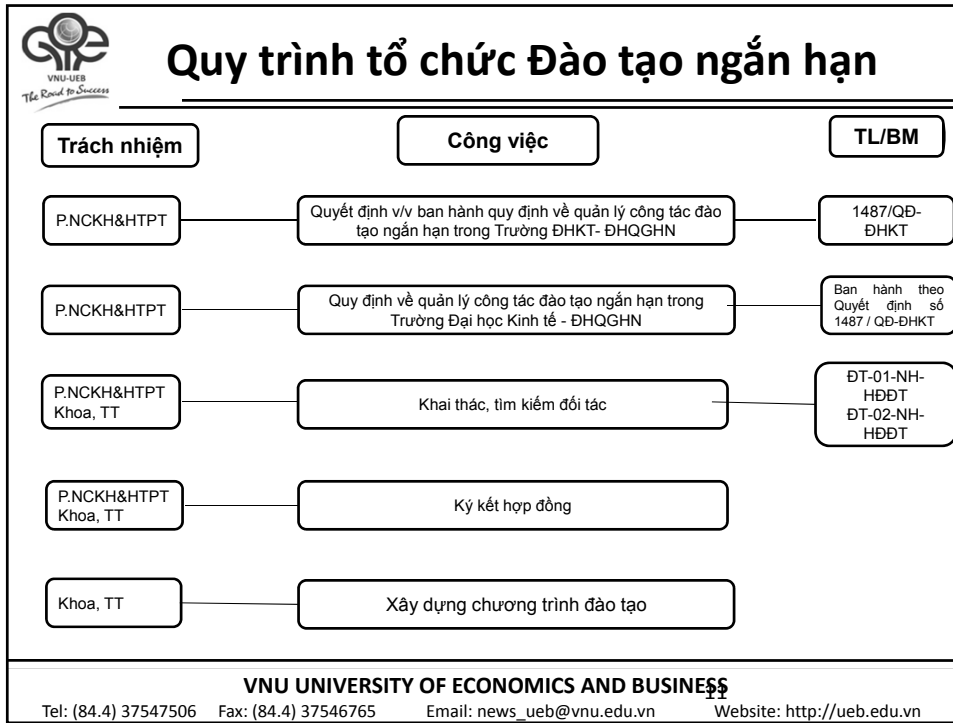 VNU-UEB
The Road to Success
Quy trình tổ chức Đào tạo ngắn hạn
Trách nhiệm
Công việc
TL/BM
P.NCKH&HTPT
Quyết định v/v ban hành quy định về quản lý công tác đào
tạo ngắn hạn trong Trường ĐHKT- ĐHQGHN
1487/QĐ-
ĐHKT
P.NCKH&HTPT
Quy định về quản lý công tác đào tạo ngắn hạn trong
Trường Đại học Kinh tế - ĐHQGHN
Ban hành theo
Quyết định số
1487 / QĐ-ĐHKT
P.NCKH&HTPT
Khoa, TT
Khai thác, tìm kiếm đối tác
ĐT-01-NH-
HĐĐT
ĐT-02-NH-
HĐĐT
P.NCKH&HTPT
Khoa, TT
Ký kết hợp đồng
Khoa, TT
Xây dựng chương trình đào tạo
VNU UNIVERSITY OF ECONOMICS AND BUSINESS
11
Tel: (84.4) 37547506 Fax: (84.4) 37546765 Email: news_ueb@vnu.edu.vn Website: http://ueb.edu.vn